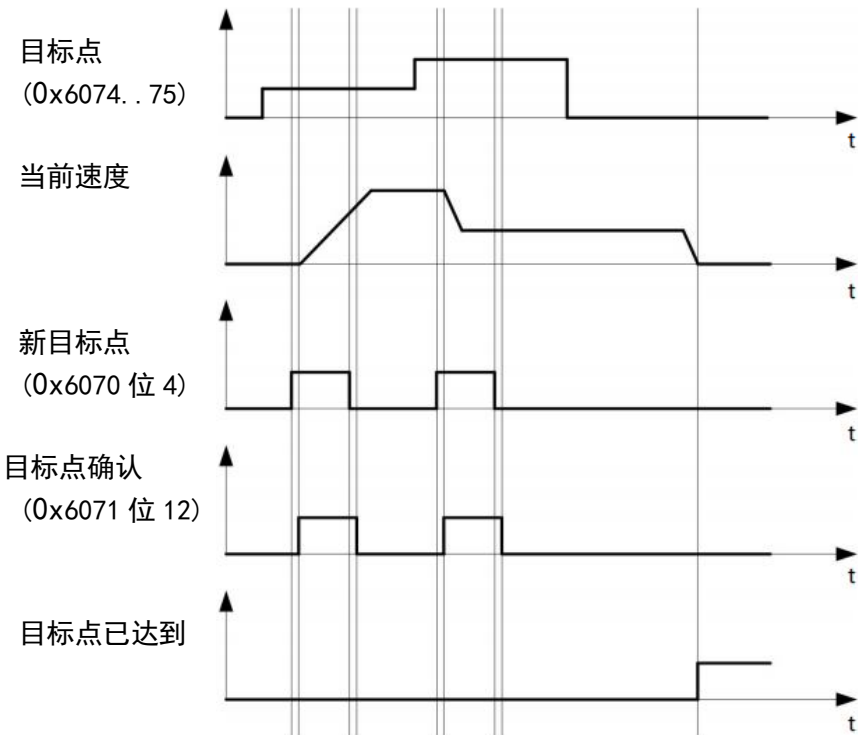 目标点
(0x6074..75)
t
当前速度
t
新目标点
(0x6070 位 4)
t
目标点确认
(0x6071 位 12)
t
目标点已达到
t